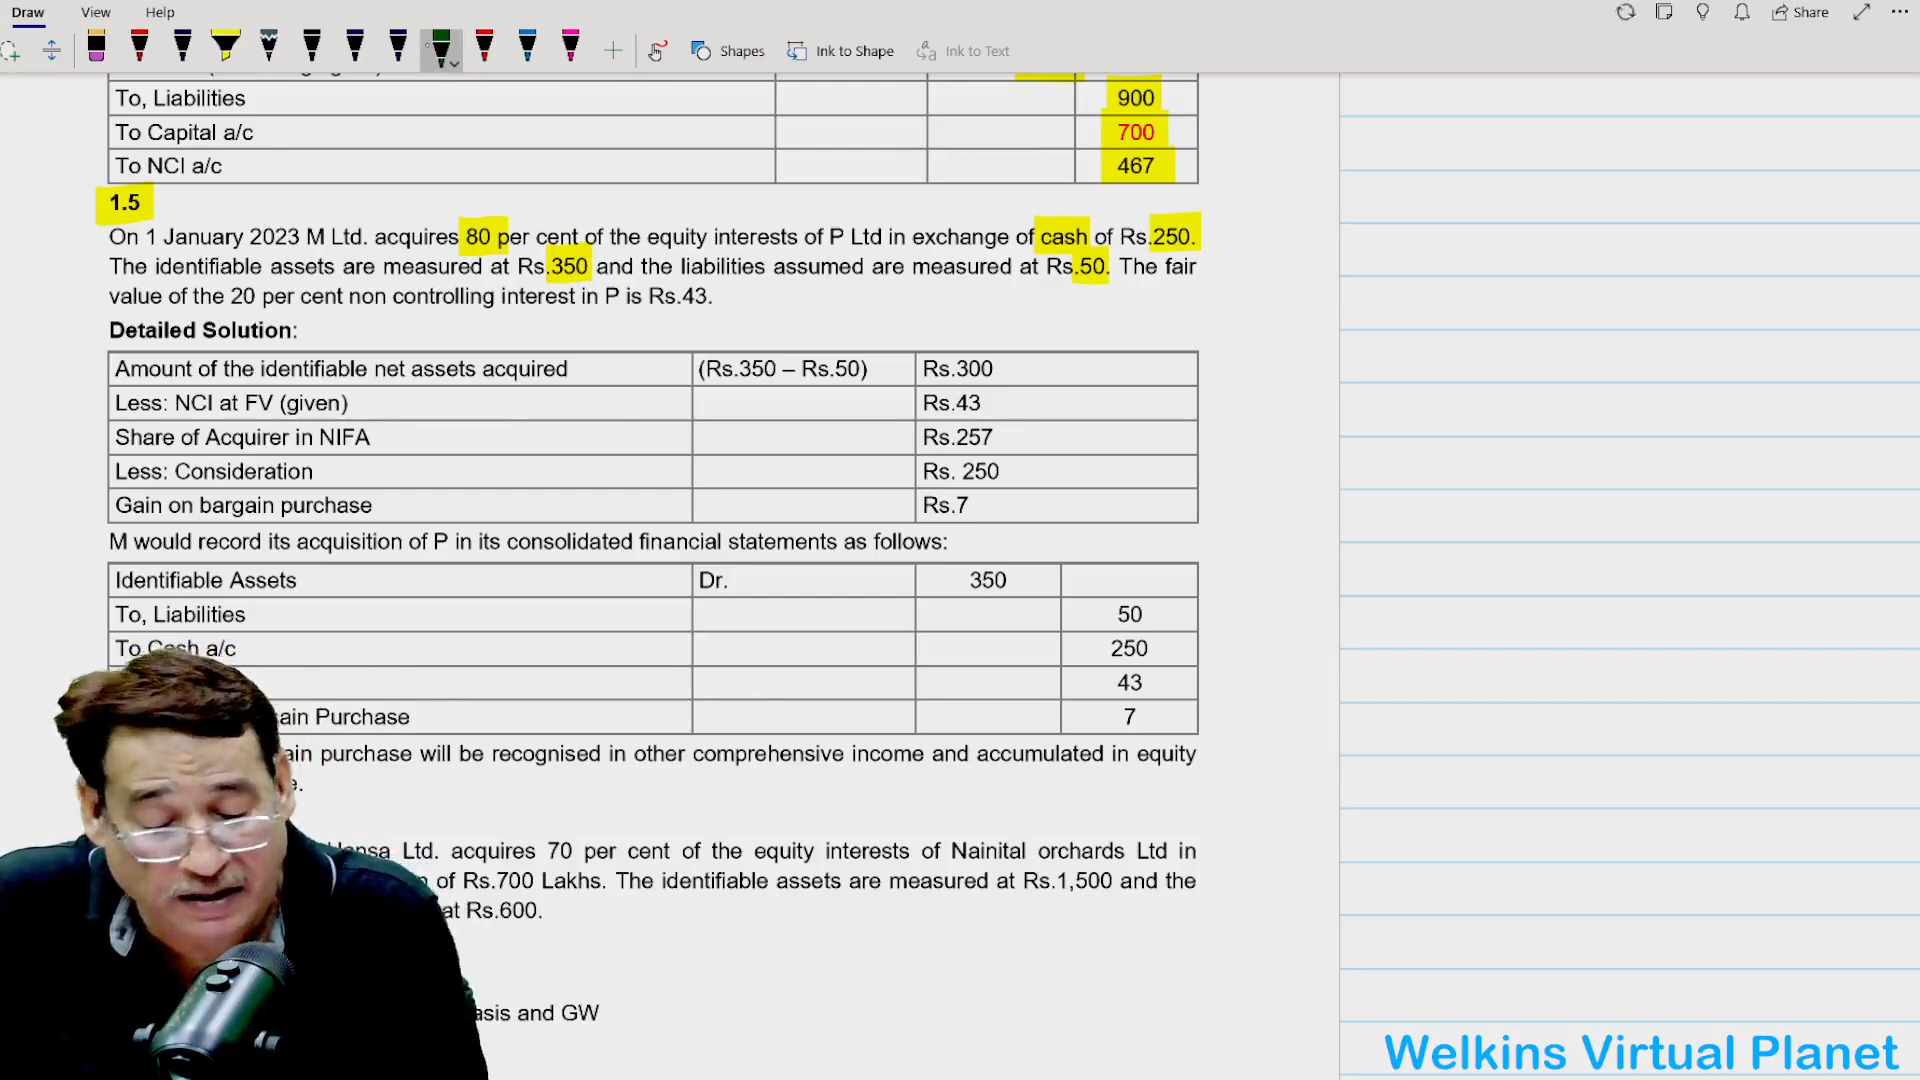 Draw View Help Share
Shapes Ink to Shape Ink to Text
To, Liabilities 900
To Capital a/c 700
To NCI a/c 467
1.5
On 1 January 2023 M Ltd. acquires 80 per cent of the equity interests of P Ltd in exchange of cash of Rs.250.
The identifiable assets are measured at Rs.350 and the liabilities assumed are measured at Rs.50. The fair
value of the 20 per cent non controlling interest in P is Rs.43.
Detailed Solution:
Amount of the identifiable net assets acquired (Rs.350 – Rs.50) Rs.300
Less: NCI at FV (given) Rs.43
Share of Acquirer in NIFA Rs.257
Less: Consideration Rs. 250
Gain on bargain purchase Rs.7
M would record its acquisition of P in its consolidated financial statements as follows:
Identifiable Assets Dr. 350
To, Liabilities 50
To Cash a/c 250
43
ain Purchase 7
ain purchase will be recognised in other comprehensive income and accumulated in equity
e.
Ltd. acquires 70 per cent of the equity interests of Nainital orchards Ltd in
of Rs.700 Lakhs. The identifiable assets are measured at Rs.1,500 and the
at Rs.600.
asis and GW
Welkins Virtual Planet